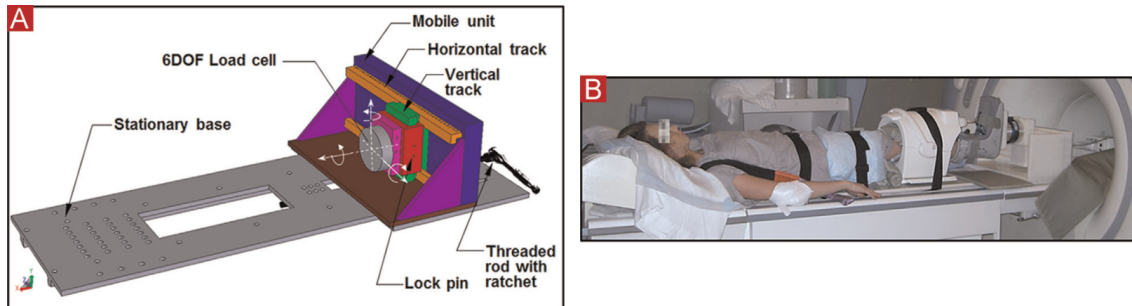 A
Mobile unit
Horizontal track
6DOF Load cell
Vertical
track
Stationary base
Threaded
rod with
ratchet
Lock pin
B